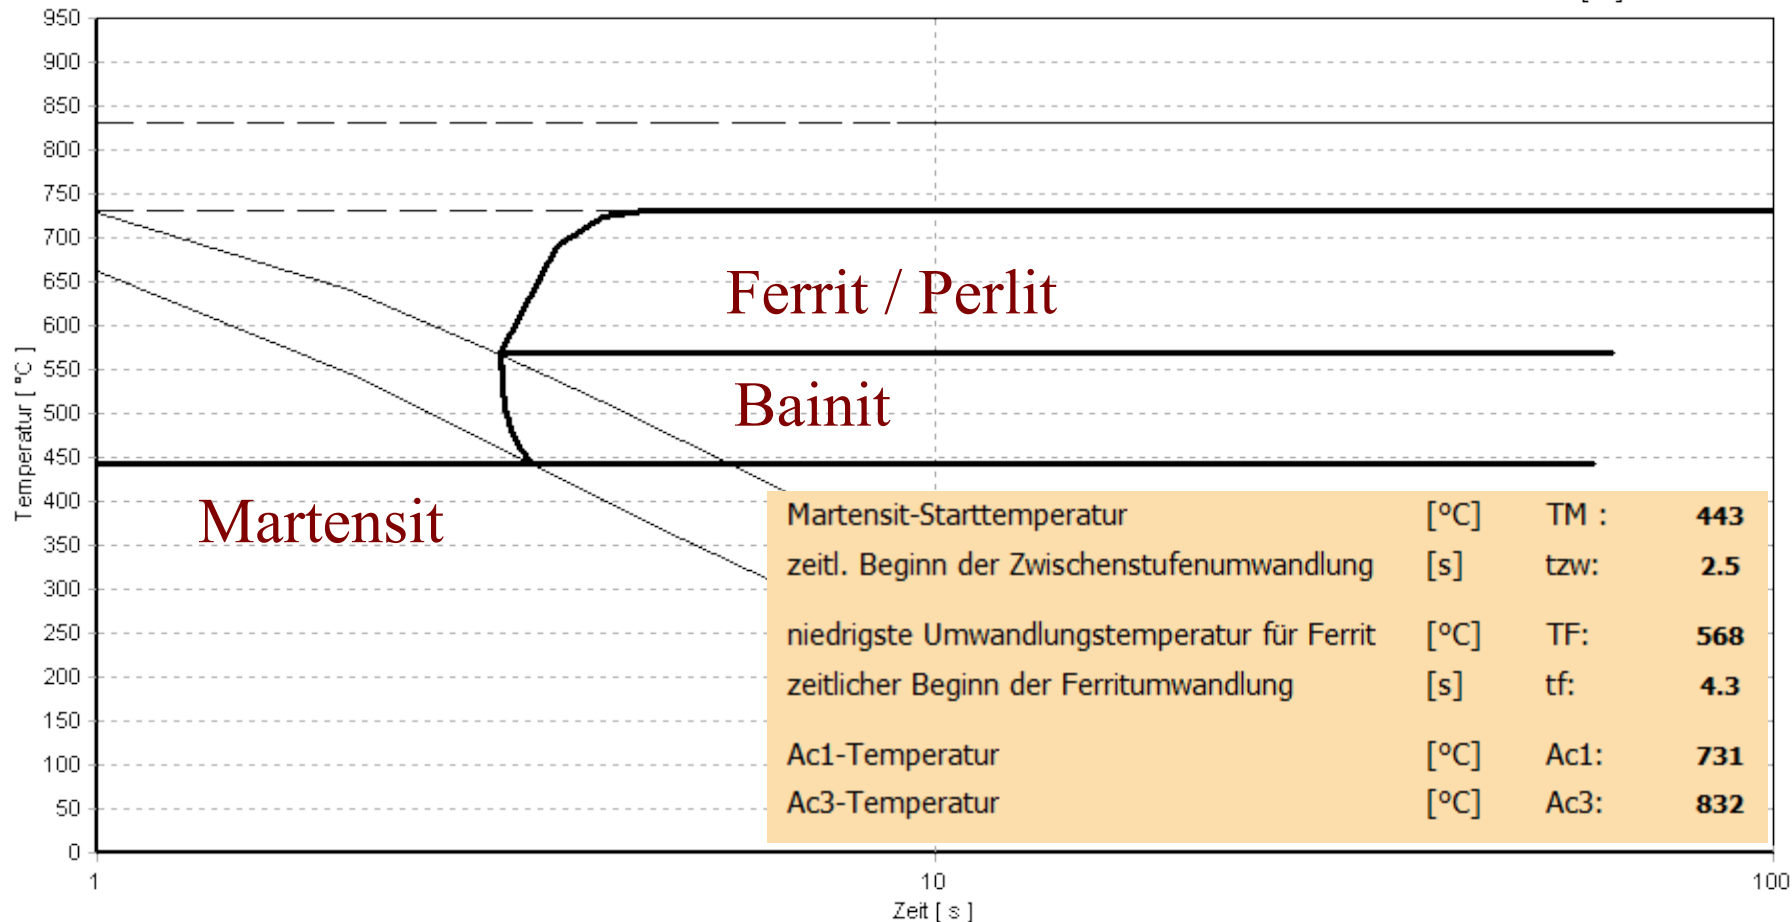 950
900
850
800
750
700
650
600
550
500
450
400
350
300
250
200
150
100
50
0
Temperatur [ °C ]
Ferrit / Perlit
Bainit
Martensit
Martensit-Starttemperatur [°C] TM : 443
zeitl. Beginn der Zwischenstufenumwandlung [s] tzw: 2.5
niedrigste Umwandlungstemperatur für Ferrit [°C] TF: 568
zeitlicher Beginn der Ferritumwandlung [s] tf: 4.3
Ac1-Temperatur [°C] Ac1: 731
Ac3-Temperatur [°C] Ac3: 832
1 10 100
Zeit [ s ]